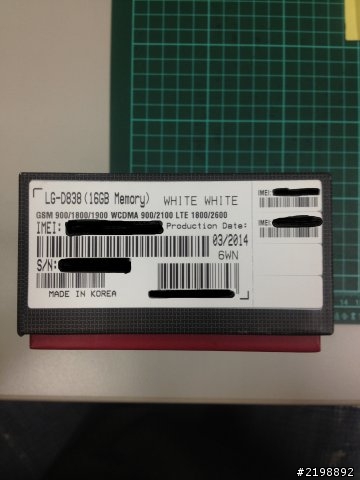 LG-D838(16GB Memory) WHITE WHITE
GSM 900/1800/1900 WCDMA 900/2100 LTE 1800/2600
IMEI: Production Date:
03/2014
6WN
S/N:
MADE IN KOREA
IMEI:
IMEI:
#2198892